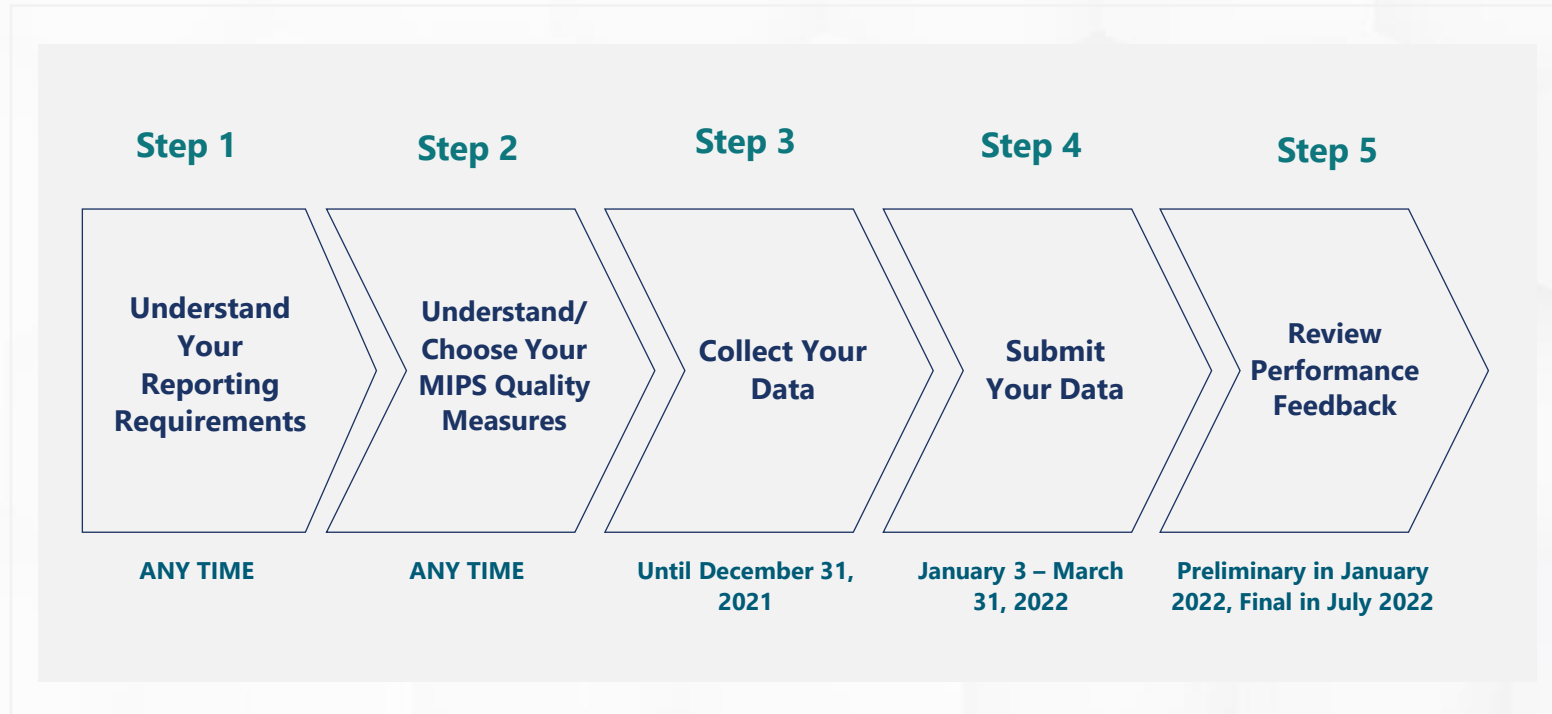 Step 1
Understand
Your
Reporting
Requirements
ANY TIME
Step 2
Understand/
Choose Your
MIPS Quality
Measures
ANY TIME
Step 3
Collect Your
Data
Until December 31,
2021
Step 4
Submit
Your Data
January 3 – March
31, 2022
Step 5
Review
Performance
Feedback
Preliminary in January
2022, Final in July 2022